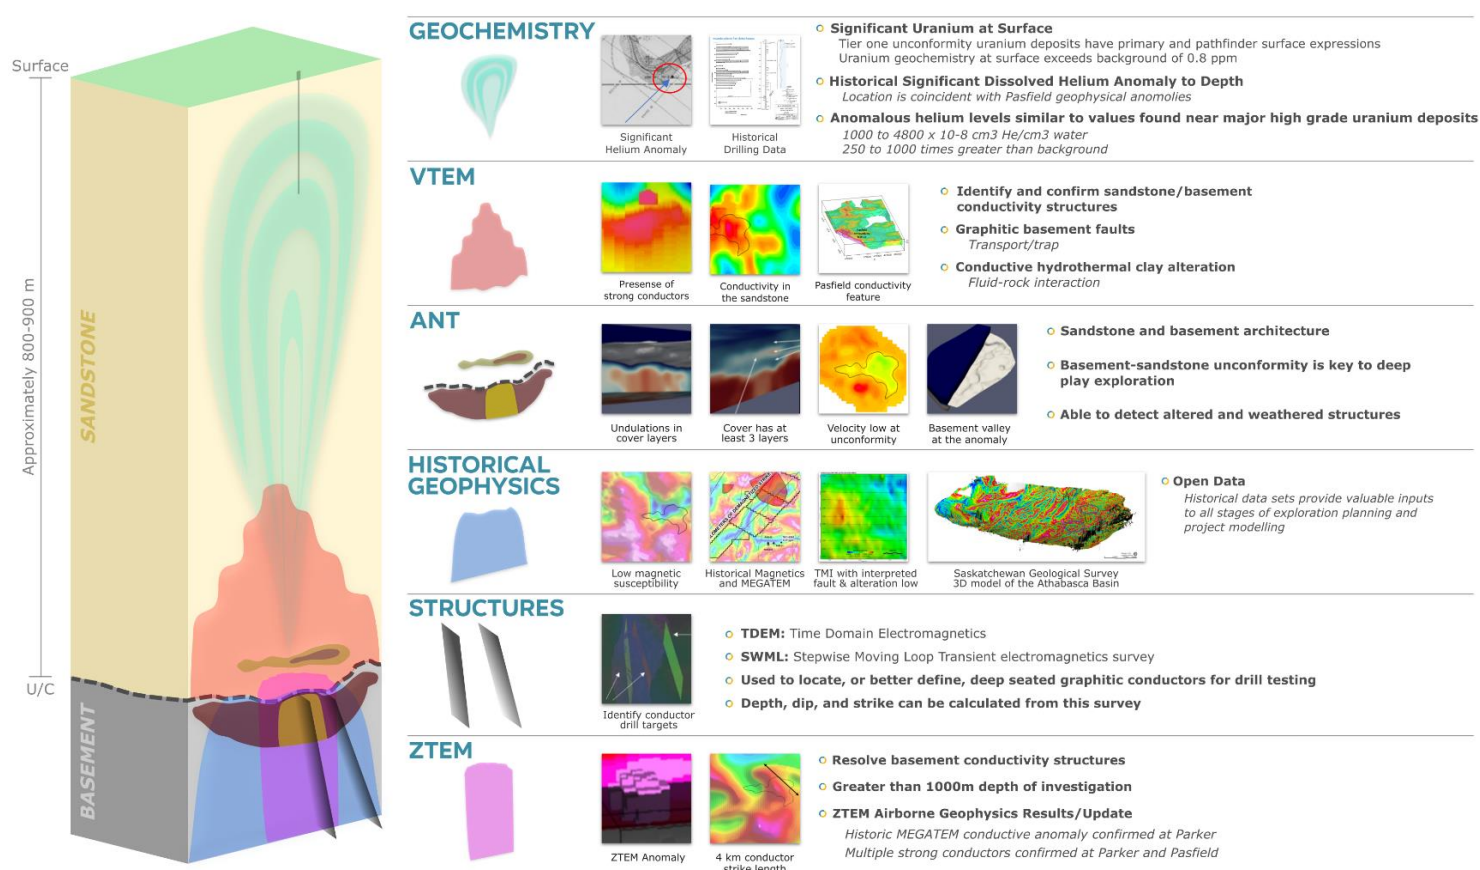 Surface
Approximately 800-900 m
SANDSTONE
U/C
BASEMENT
GEOCHEMISTRY
Significant
Helium Anomaly
Historical
Drilling Data
Significant Uranium at Surface
Tier one unconformity uranium deposits have primary and pathfinder surface expressions
Uranium geochemistry at surface exceeds background of 0.8 ppm
Historical Significant Dissolved Helium Anomaly to Depth
Location is coincident with Pasfield geophysical anomolies
Anomalous helium levels similar to values found near major high grade uranium deposits
1000 to 4800 x 10-8 cm3 He/cm3 water
250 to 1000 times greater than background
VTEM
Presense of
strong conductors
Conductivity in
the sandstone
Pasfield conductivity
feature
Identify and confirm sandstone/basement
conductivity structures
Graphitic basement faults
Transport/trap
Conductive hydrothermal clay alteration
Fluid-rock interaction
ANT
Undulations in
cover layers
Cover has at
least 3 layers
Velocity low at
unconformity
Basement valley
at the anomaly
Sandstone and basement architecture
Basement-sandstone unconformity is key to deep
play exploration
Able to detect altered and weathered structures
HISTORICAL
GEOPHYSICS
Low magnetic
susceptibility
Historical Magnetics
and MEGATEM
TMI with interpreted
fault & alteration low
Saskatchewan Geological Survey
3D model of the Athabasca Basin
Open Data
Historical data sets provide valuable inputs
to all stages of exploration planning and
project modelling
STRUCTURES
Identify conductor
drill targets
TDEM: Time Domain Electromagnetics
SWML: Stepwise Moving Loop Transient electromagnetics survey
Used to locate, or better define, deep seated graphitic conductors for drill testing
Depth, dip, and strike can be calculated from this survey
ZTEM
ZTEM Anomaly
4 km conductor
strike length
Resolve basement conductivity structures
Greater than 1000m depth of investigation
ZTEM Airborne Geophysics Results/Update
Historic MEGATEM conductive anomaly confirmed at Parker
Multiple strong conductors confirmed at Parker and Pasfield